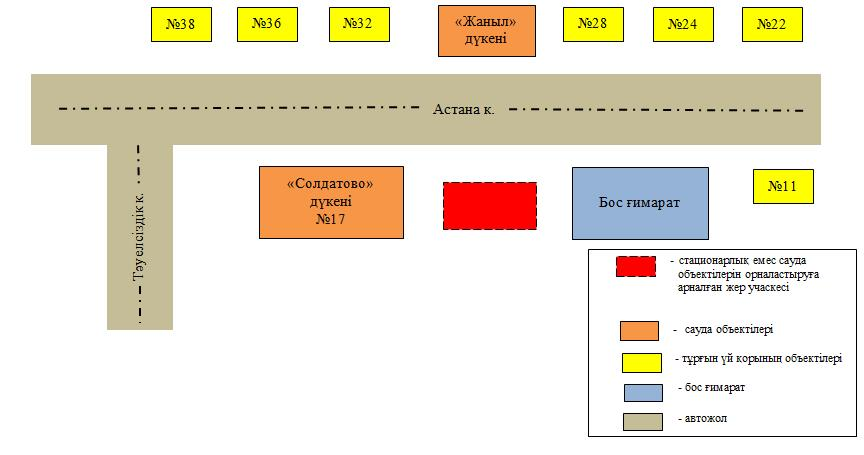 №38
№36
№32
«Жаңыл»
дүкені
№28
№24
№22
Астана к.
Тәуелсіздік к.
«Солдатово»
дүкені
№17
Бос ғимарат
№11
- стационарлық емес сауда
объектілерін орналастыруға
арналған жер учаскесі
- сауда объектілері
- тұрғын үй қорының объектілері
- бос ғимарат
- автожол